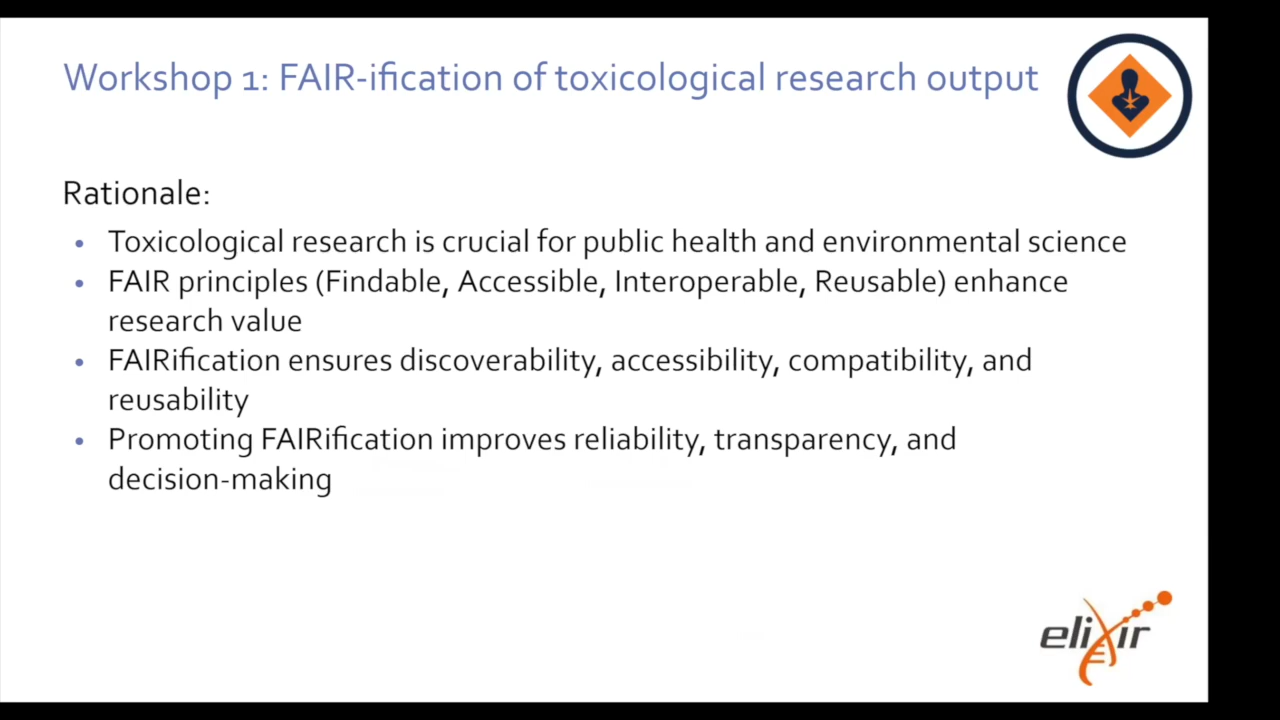 Workshop 1: FAIR-ification of toxicological research output
Rationale:
• Toxicological research is crucial for public health and environmental science
• FAIR principles (Findable, Accessible, Interoperable, Reusable) enhance
research value
• FAIRification ensures discoverability, accessibility, compatibility, and
reusability
• Promoting FAIRification improves reliability, transparency, and
decision-making
elixir